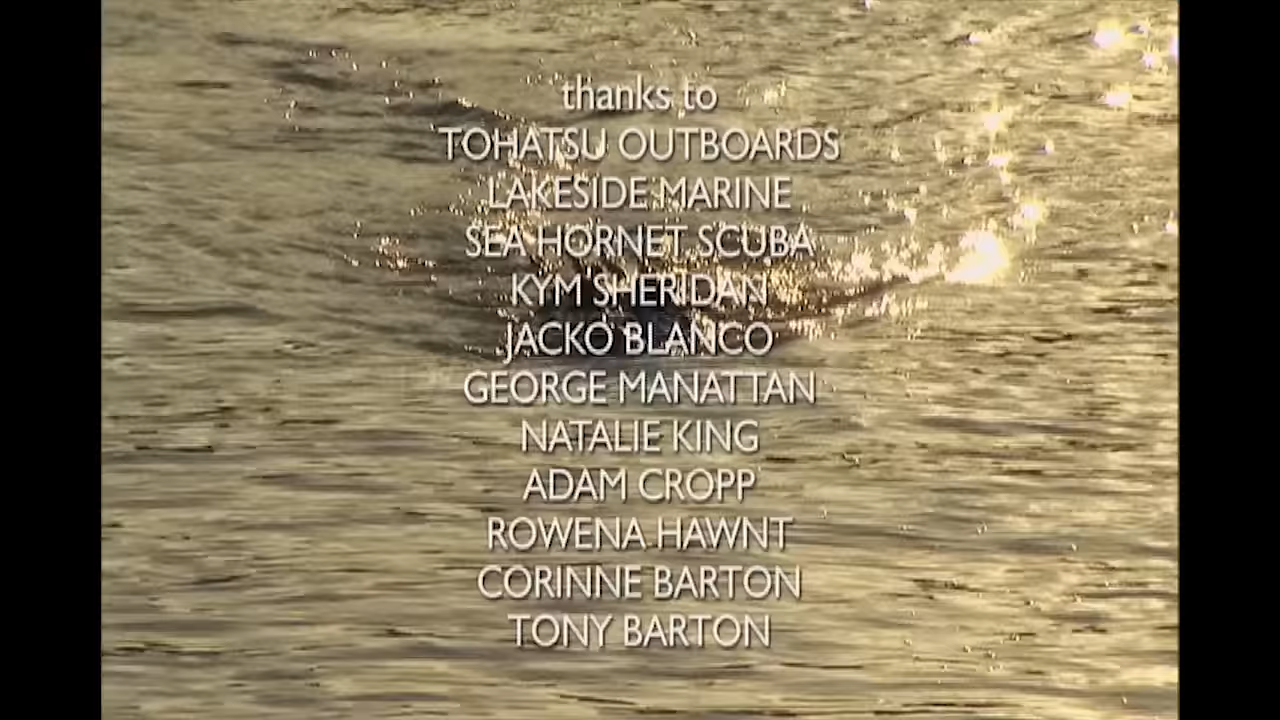 thanks to
TOHATSU OUTBOARDS
LAKESIDE MARINE
SEA HORNET SCUBA
KYM SHERIDAN
JACKO BLANCO
GEORGE MANATTAN
NATALIE KING
ADAM CROPP
ROWENA HAWNT
CORINNE BARTON
TONY BARTON